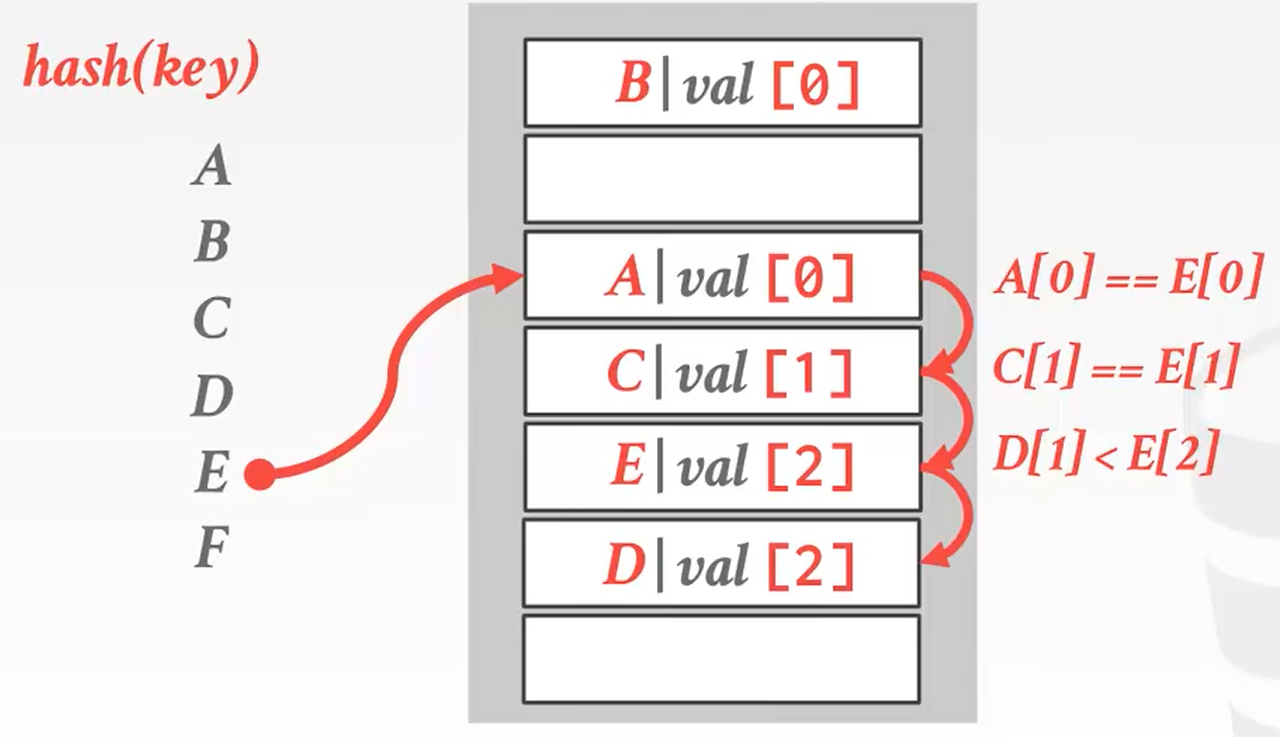 hash(key)
A
B
C
D
E
F
B|val [0]
A|val [0]
C|val [1]
E|val [2]
D|val [2]
A[0] == E[0]
C[1] == E[1]
D[1] < E[2]